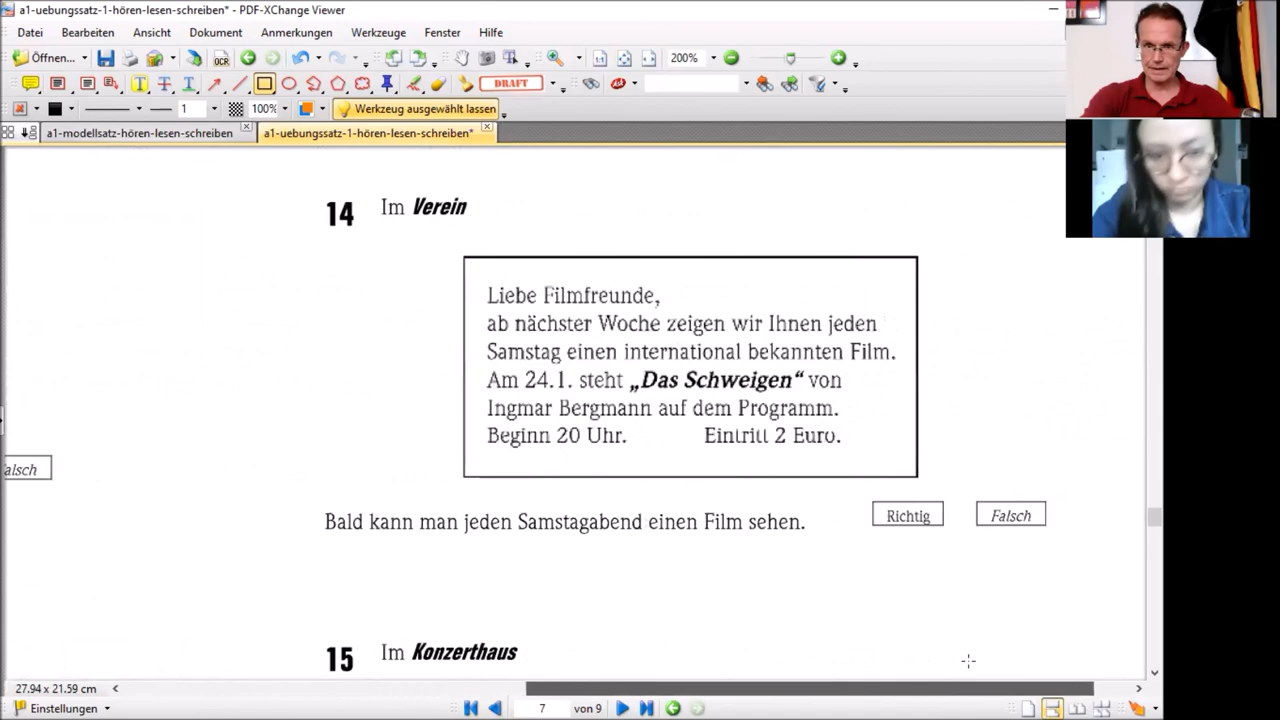 a1-uebungssatz-1-hören-lesen-schreiben* - PDF-XChange Viewer
Datei Bearbeiten Ansicht Dokument Anmerkungen Werkzeuge Fenster Hilfe
Öffnen... OCR 200%
DRAFT
1 100% Werkzeug ausgewählt lassen
a1-modellsatz-hören-lesen-schreiben a1-uebungssatz-1-hören-lesen-schreiben*
14 Im Verein
Liebe Filmfreunde,
ab nächster Woche zeigen wir Ihnen jeden
Samstag einen international bekannten Film.
Am 24.1. steht „Das Schweigen“ von
Ingmar Bergmann auf dem Programm.
Beginn 20 Uhr. Eintritt 2 Euro.
alsch
Bald kann man jeden Samstagabend einen Film sehen. Richtig Falsch
15 Im Konzerthaus
27.94 x 21.59 cm
Einstellungen 7 von 9